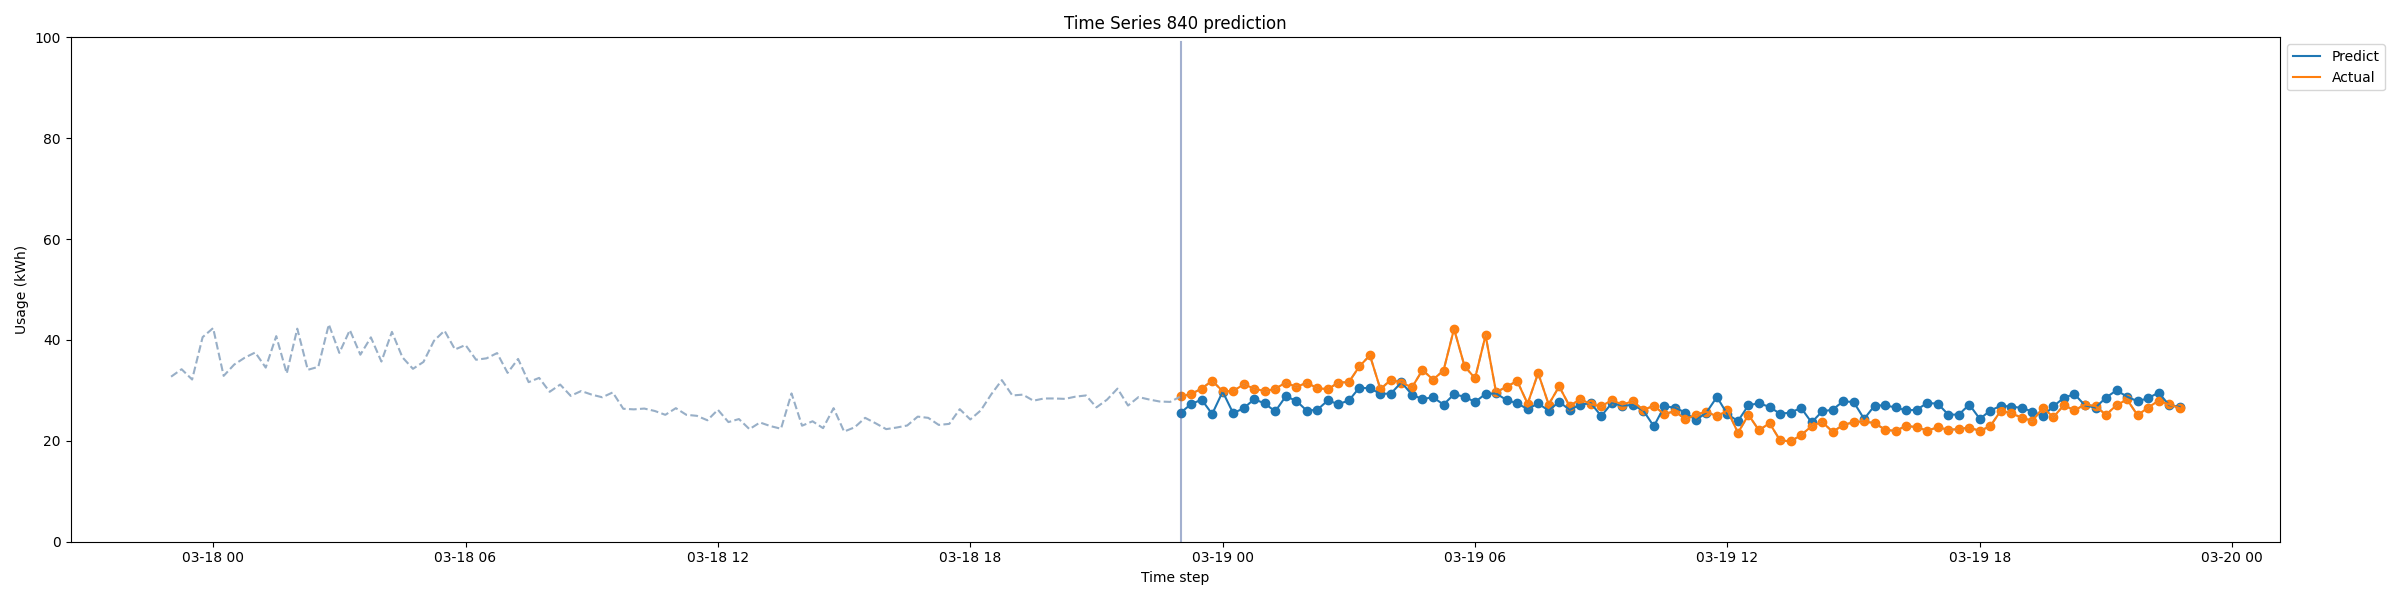 Time Series 840 prediction
Predict
Actual
100
80
60
40
20
0
Usage (kWh)
03-18 00 03-18 06 03-18 12 03-18 18 03-19 00 03-19 06 03-19 12 03-19 18 03-20 00
Time step